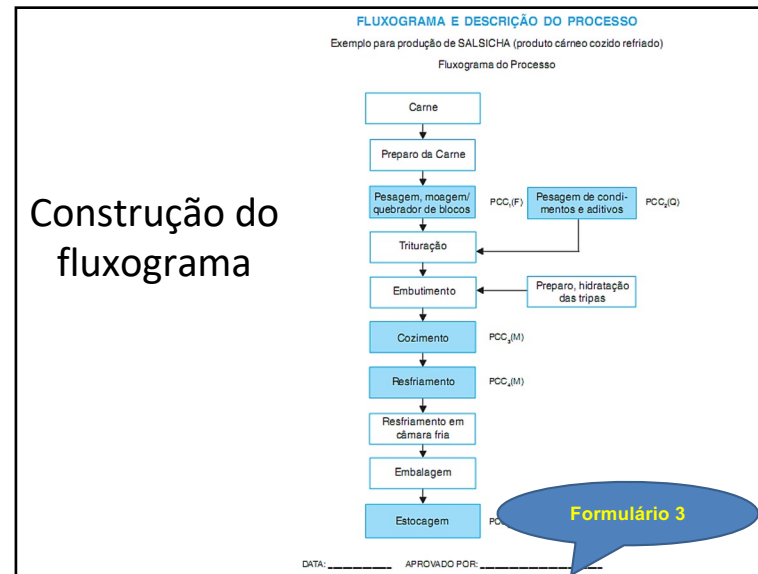 FLUXOGRAMA E DESCRIÇÃO DO PROCESSO
Exemplo para produção de SALSICHA (produto cárneo cozido refriado)
Fluxograma do Processo
Construção do
fluxograma
Carne
Preparo da Carne
Pesagem, moagem/
quebrador de blocos
PCC₁(F)
Pesagem de condi-
mentos e aditivos
PCC₂(Q)
Trituração
Embutimento
Preparo, hidratação
das tripas
Cozimento
PCC₃(M)
Resfriamento
PCC₄(M)
Resfriamento em
câmara fria
Embalagem
Estocagem
Formulário 3
DATA: ____________ APROVADO POR: ____________